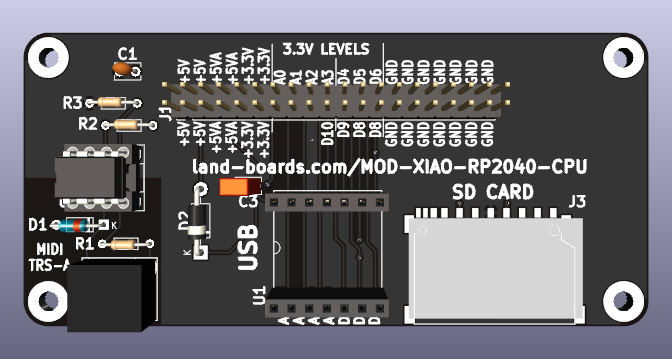 C1
3.3V LEVELS
+5V +5V +5VA +5VA +3.3V +3.3V A0 A1 A2 A3 D4 D5 D6 GND GND GND GND GND GND GND
R3
J1
R2
+5V +5V +5VA +5VA +3.3V +3.3V D10 D9 D8 D8 GND GND GND GND GND GND GND
land-boards.com/MOD-XIAO-RP2040-CPU
SD CARD
J3
C3
D2
D1
K
USB
R1
MIDI
K
TRS-A
U1
A A A A D D D